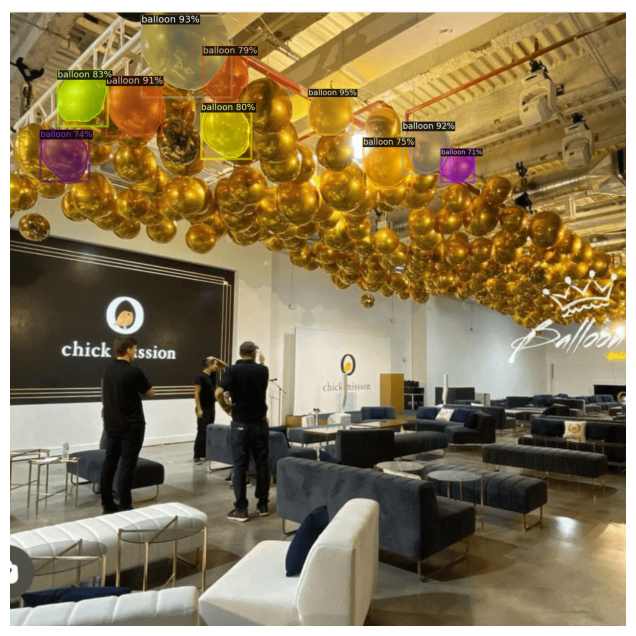 balloon 93%
balloon 79%
balloon 83%
balloon 91%
balloon 95%
balloon 80%
balloon 92%
balloon 74%
balloon 75%
balloon 71%
chick mission
chick mission
Balloon